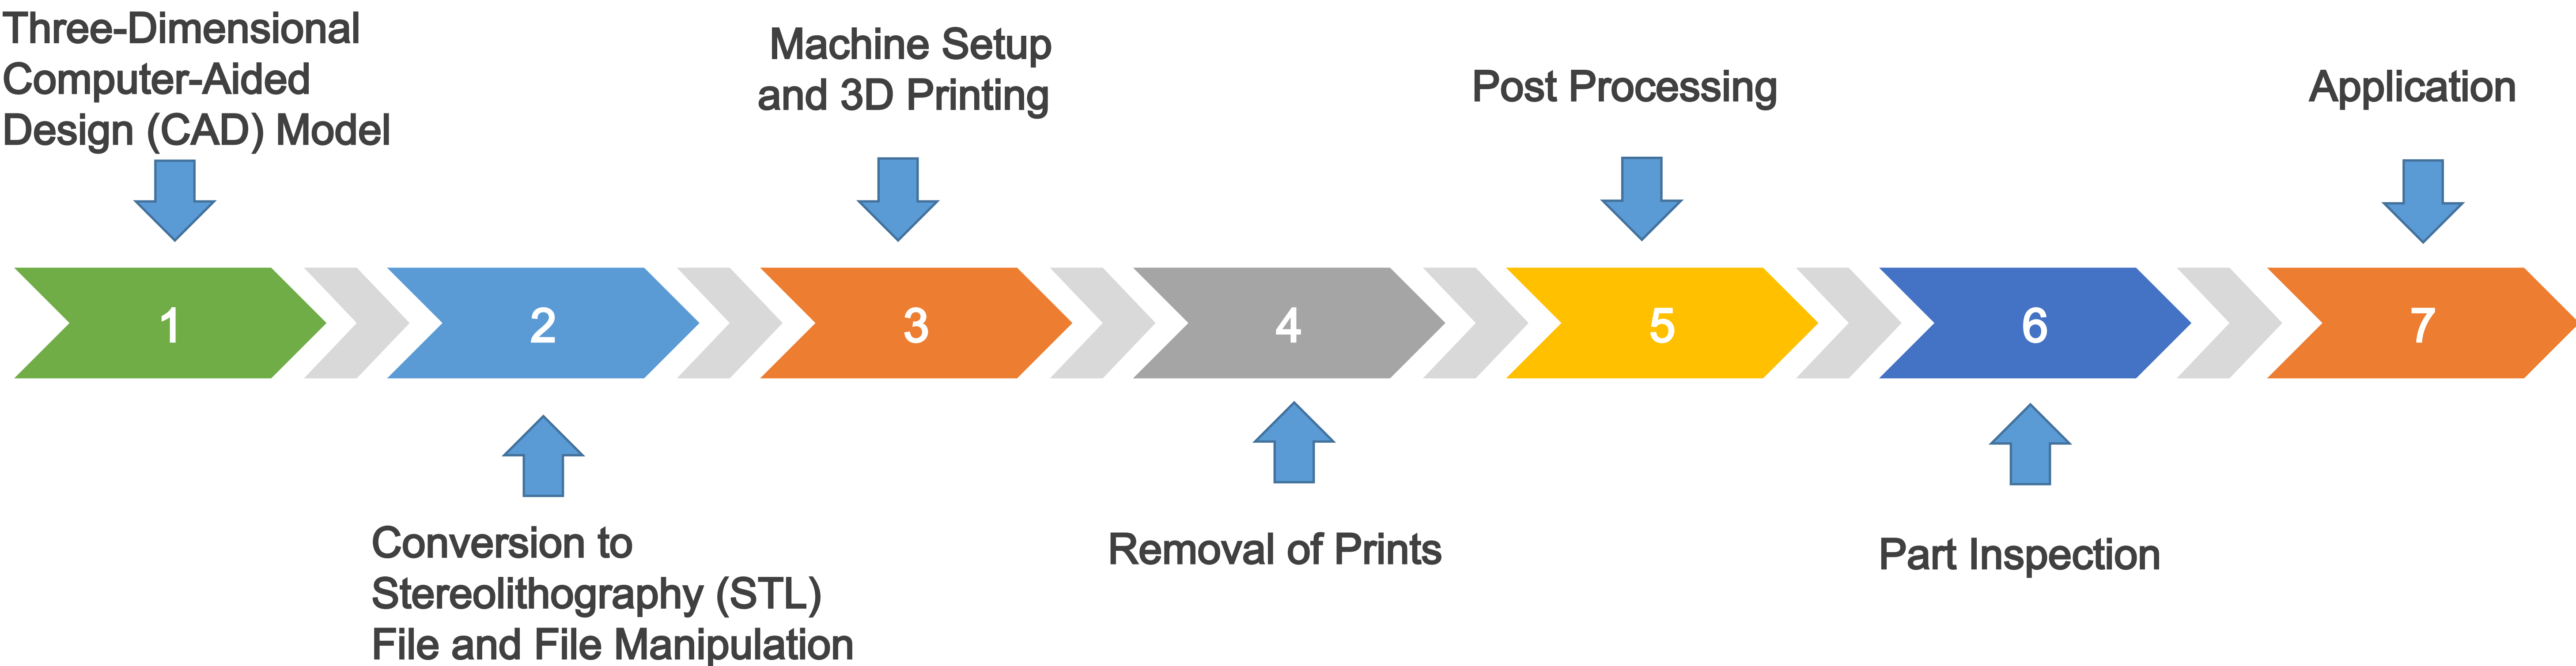 Three-Dimensional
Computer-Aided
Design (CAD) Model
Machine Setup
and 3D Printing
Post Processing
Application
1
2
3
4
5
6
7
Conversion to
Stereolithography (STL)
File and File Manipulation
Removal of Prints
Part Inspection